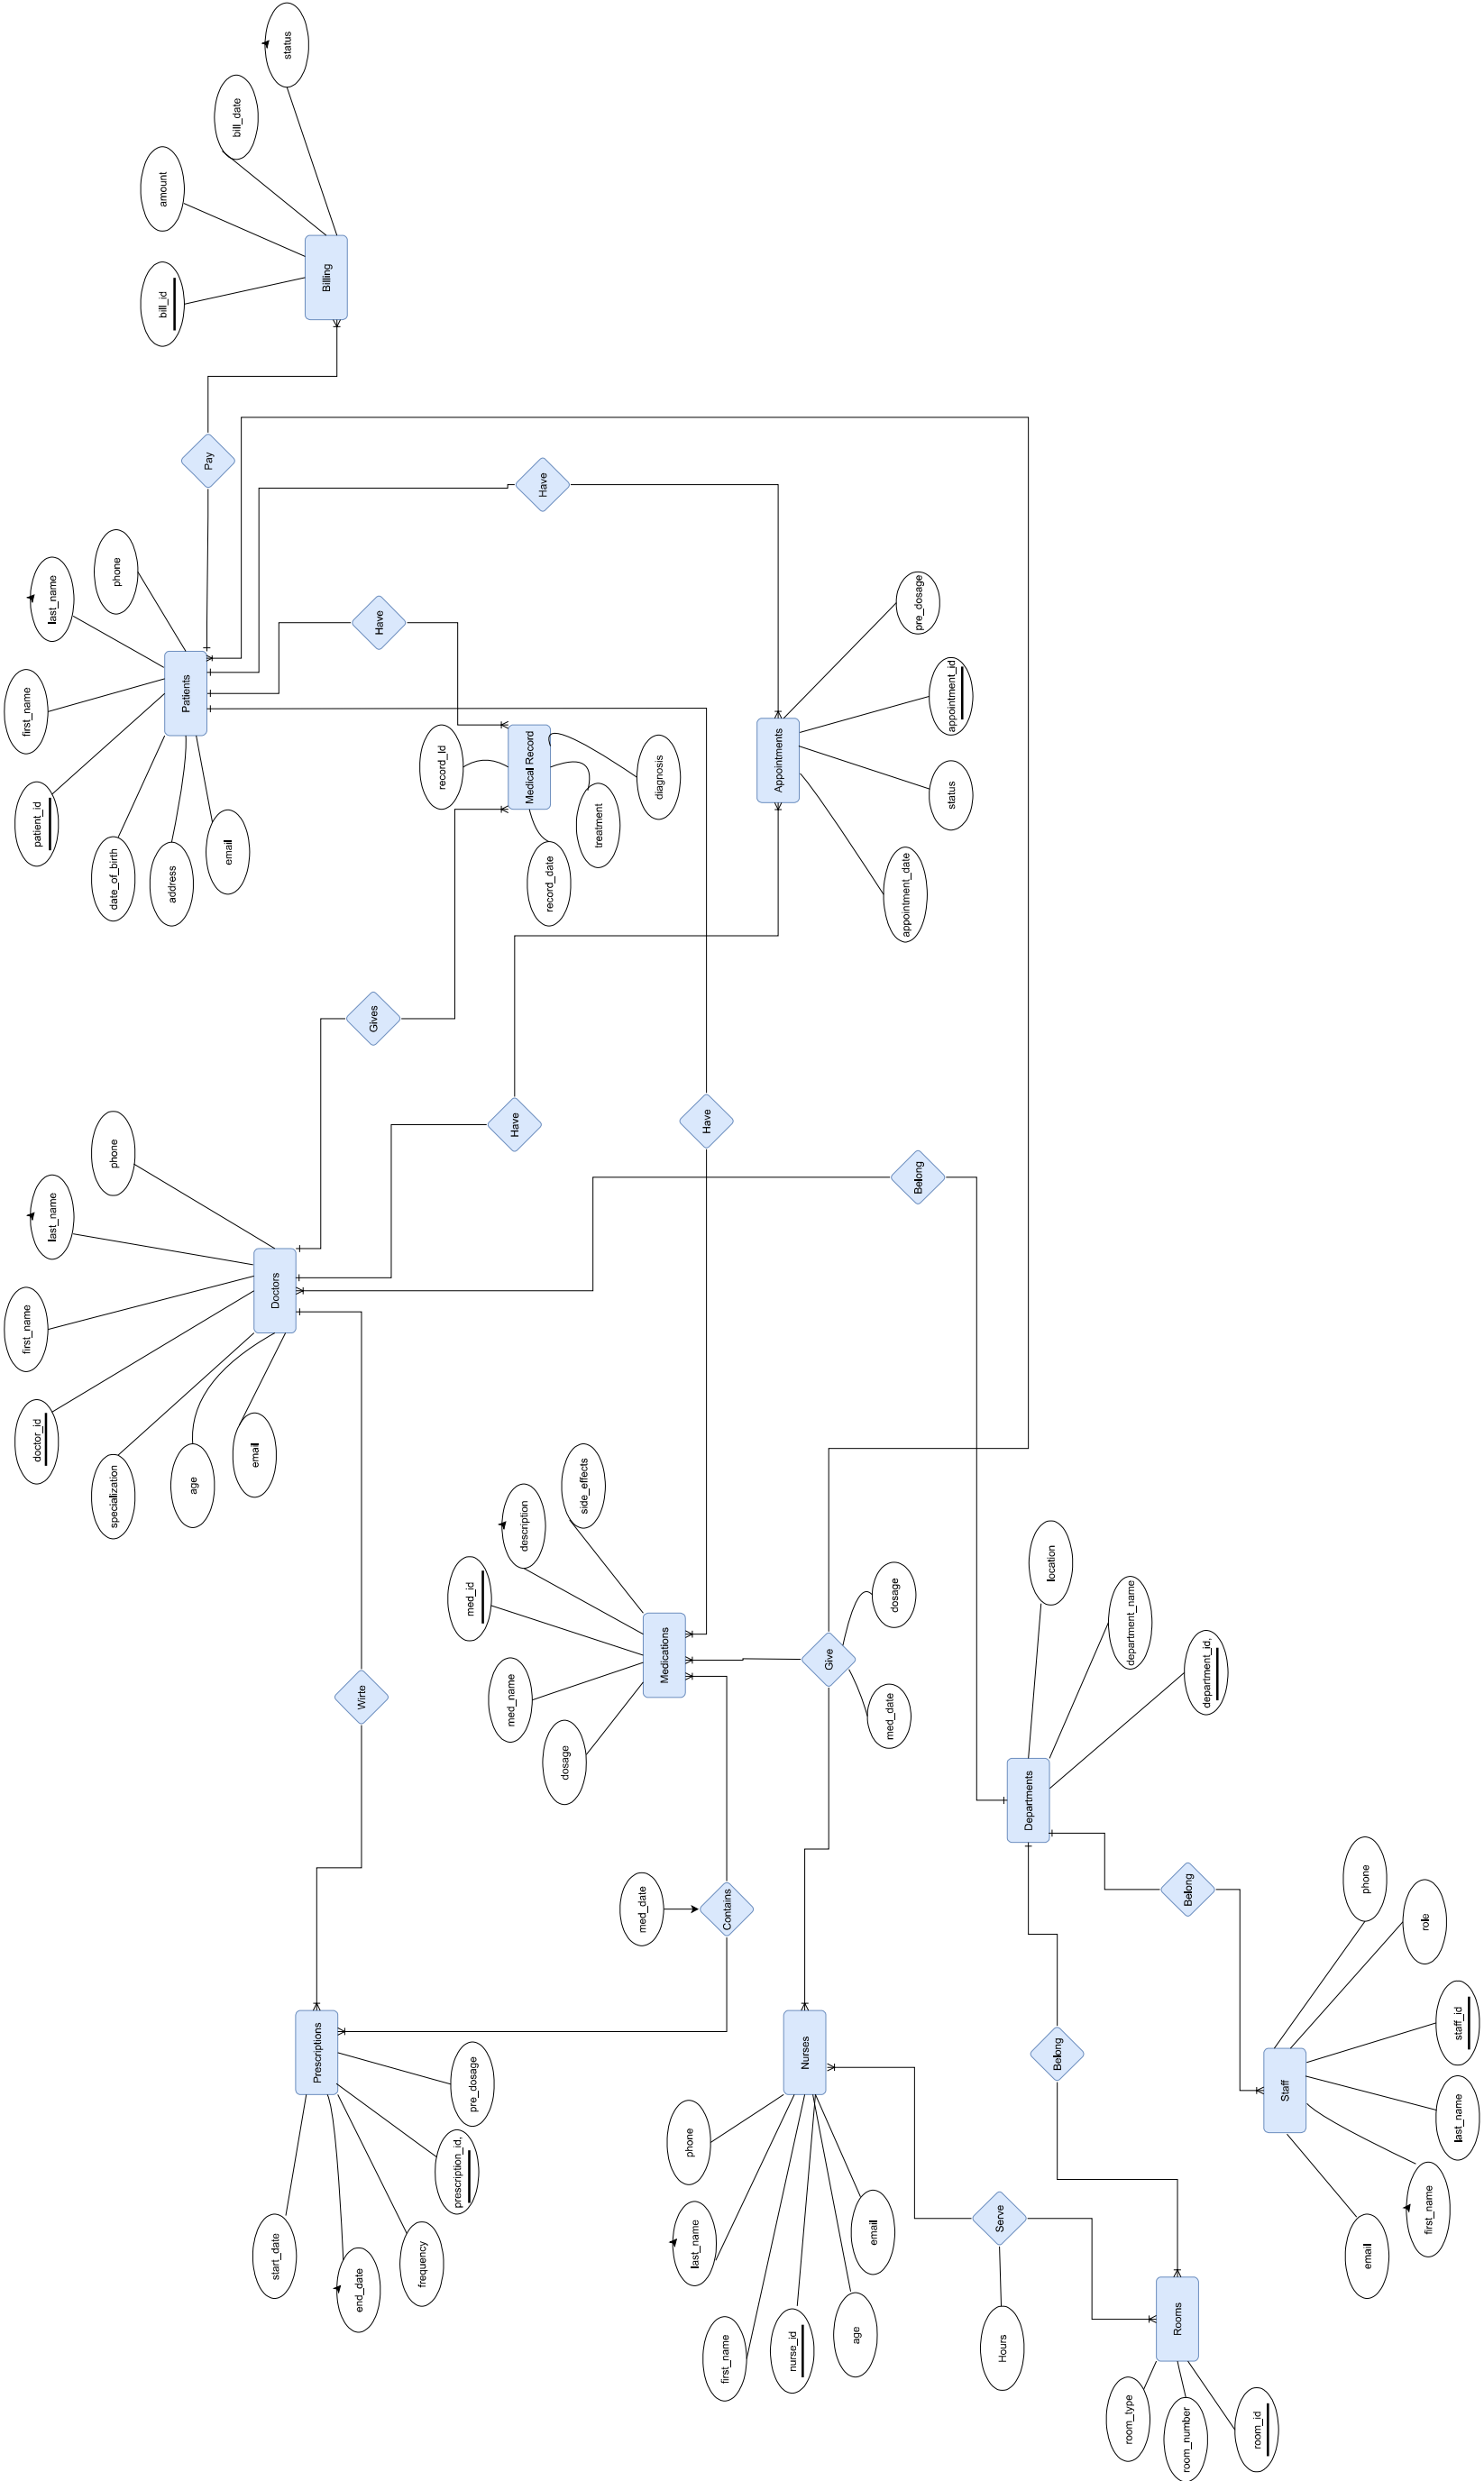 patient_id
first_name
last_name
phone
date_of_birth
address
email
Patients
Pay
bill_id
amount
bill_date
status
Billing
Have
record_Id
Medical Record
record_date
treatment
diagnosis
Have
Appointments
appointment_date
status
appointment_id
pre_dosage
doctor_id
first_name
last_name
phone
specialization
age
email
Doctors
Gives
Have
Have
Belong
Wirte
med_id
description
side_effects
med_name
dosage
Medications
Give
dosage
med_date
med_date
Contains
Prescriptions
start_date
end_date
frequency
prescription_id,
pre_dosage
Nurses
phone
last_name
first_name
nurse_id
age
email
Serve
Hours
Departments
location
department_name
department_id,
Belong
Belong
Rooms
room_type
room_number
room_id
Staff
phone
role
staff_id
last_name
first_name
email